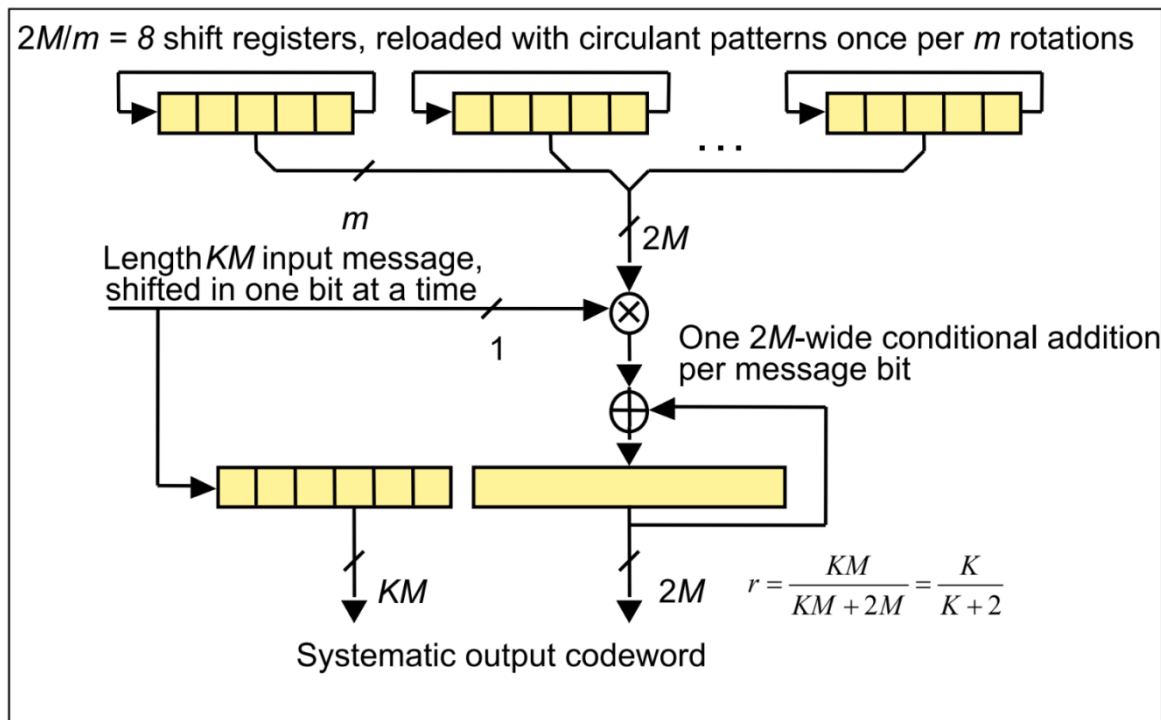 2M/m = 8 shift registers, reloaded with circulant patterns once per m rotations
. . .
m
2M
Length KM input message,
shifted in one bit at a time
1
One 2M-wide conditional addition
per message bit
KM
2M
r = KM / (KM + 2M) = K / (K + 2)
Systematic output codeword